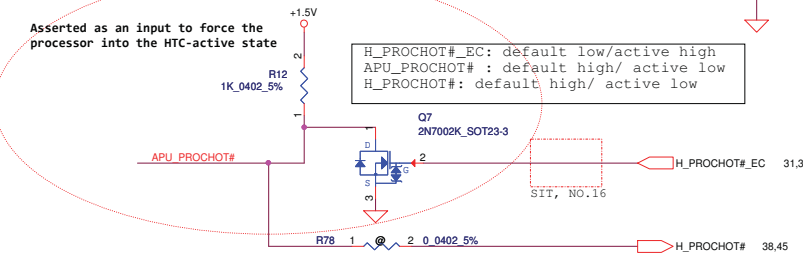 Asserted as an input to force the
processor into the HTC-active state
+1.5V
2
R12
1K_0402_5%
1
H_PROCHOT#_EC: default low/active high
APU_PROCHOT# : default high/ active low
H_PROCHOT#: default high/ active low
Q7
2N7002K_SOT23-3
1
D
APU_PROCHOT#
2
G
S
3
H_PROCHOT#_EC 31,3
SIT, NO.16
R78 1 @ 2 0_0402_5%
H_PROCHOT# 38,45